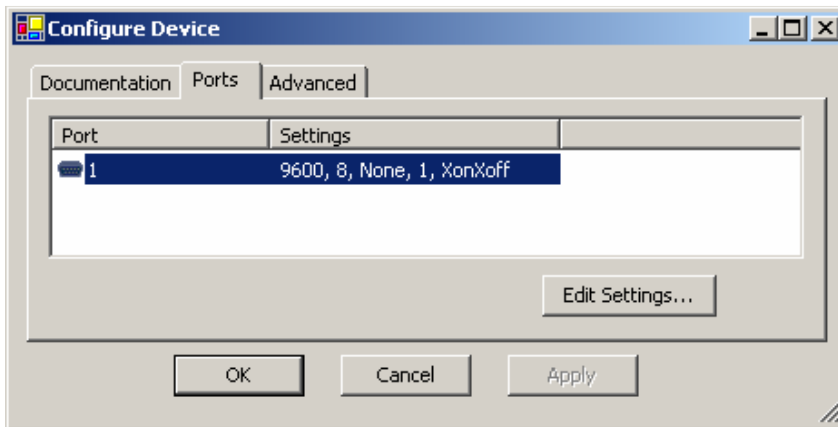 Configure Device
Documentation Ports Advanced
Port Settings
1 9600, 8, None, 1, XonXoff
Edit Settings...
OK Cancel Apply